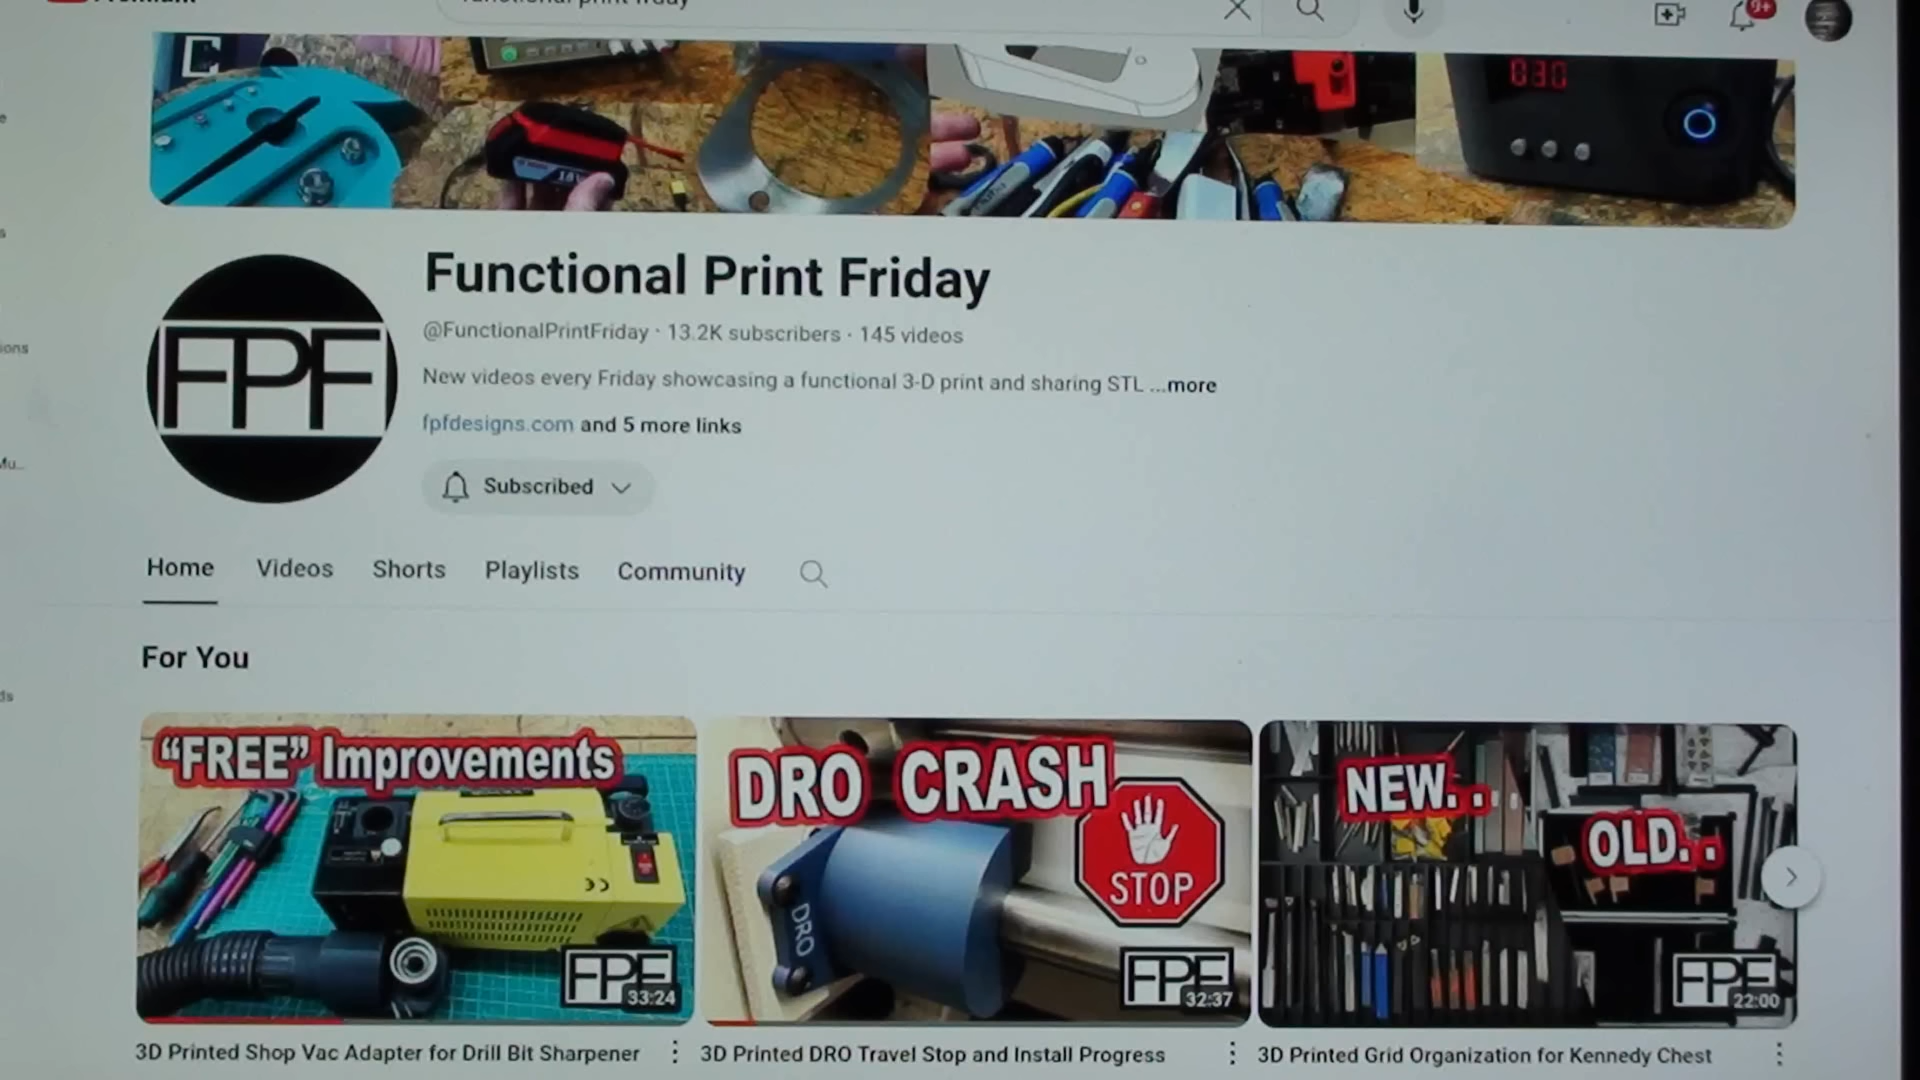 9+
030
18V
Functional Print Friday
@FunctionalPrintFriday · 13.2K subscribers · 145 videos
New videos every Friday showcasing a functional 3-D print and sharing STL ...more
fpfdesigns.com and 5 more links
FPF
Subscribed
Home Videos Shorts Playlists Community
For You
"FREE" Improvements
FPF
33:24
DRO CRASH
STOP
DRO
FPF
32:37
NEW. .
OLD. .
FPF
22:00
3D Printed Shop Vac Adapter for Drill Bit Sharpener
3D Printed DRO Travel Stop and Install Progress
3D Printed Grid Organization for Kennedy Chest